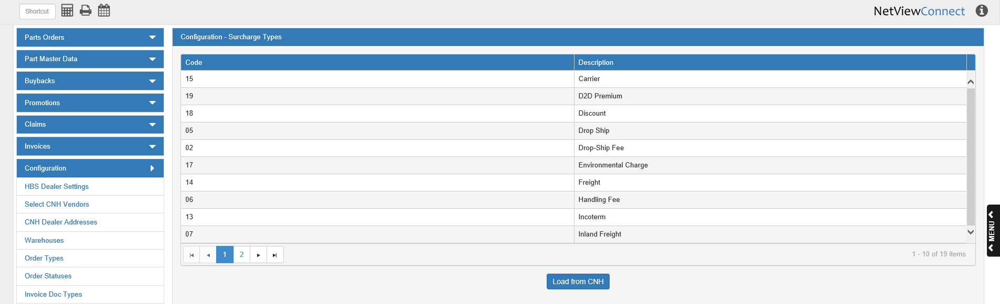 Shortcut
NetViewConnect
Parts Orders
Part Master Data
Buybacks
Promotions
Claims
Invoices
Configuration
HBS Dealer Settings
Select CNH Vendors
CNH Dealer Addresses
Warehouses
Order Types
Order Statuses
Invoice Doc Types
Configuration - Surcharge Types
Code Description
15 Carrier
19 D2D Premium
18 Discount
05 Drop Ship
02 Drop-Ship Fee
17 Environmental Charge
14 Freight
06 Handling Fee
13 Incoterm
07 Inland Freight
1 2 1 - 10 of 19 items
Load from CNH
MENU